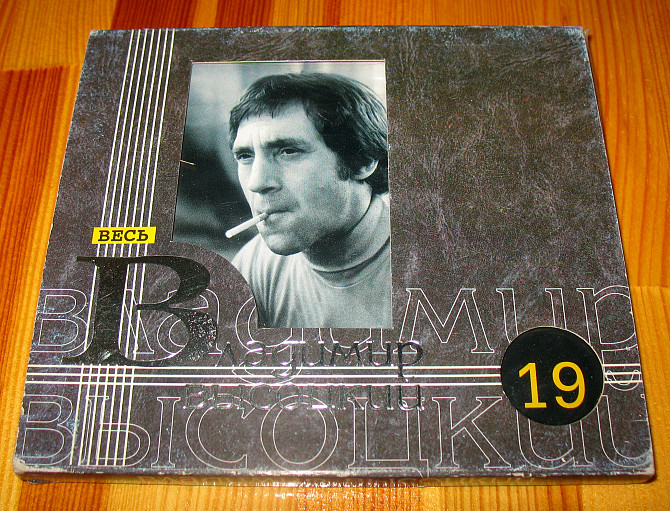 ВЕСЬ
Владимир
Высоцкий
Владимир
Высоцкий
19